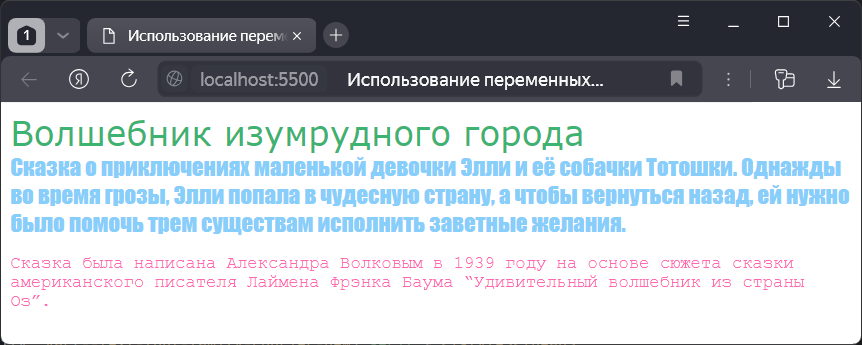 1
Использование перем
localhost:5500 Использование переменных...
Волшебник изумрудного города
Сказка о приключениях маленькой девочки Элли и её собачки Тотошки. Однажды
во время грозы, Элли попала в чудесную страну, а чтобы вернуться назад, ей нужно
было помочь трем существам исполнить заветные желания.
Сказка была написана Александра Волковым в 1939 году на основе сюжета сказки
американского писателя Лаймена Фрэнка Баума “Удивительный волшебник из страны
Оз”.